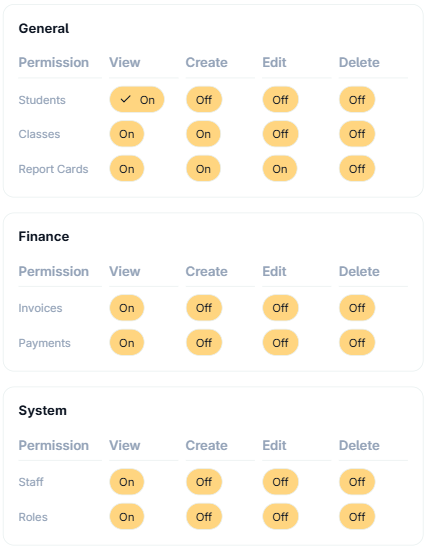 General
Permission View Create Edit Delete
Students On Off Off Off
Classes On On Off Off
Report Cards On On On Off
Finance
Permission View Create Edit Delete
Invoices On Off Off Off
Payments On Off Off Off
System
Permission View Create Edit Delete
Staff On Off Off Off
Roles On Off Off Off